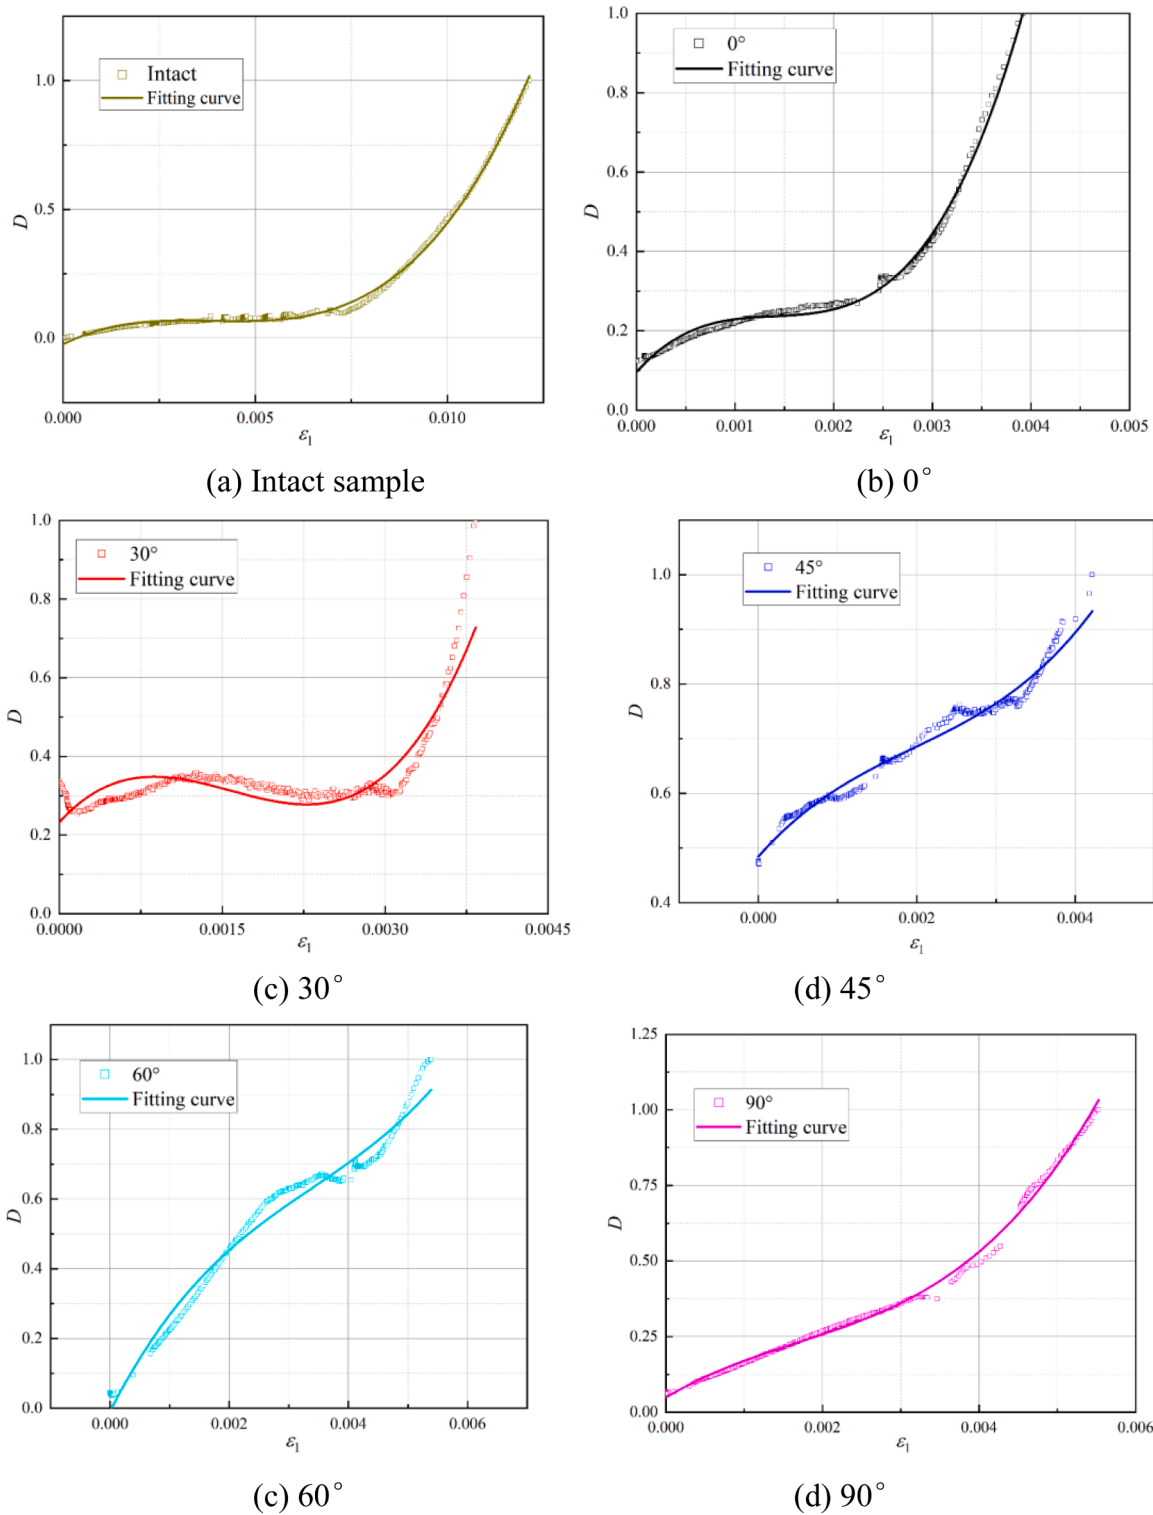 Intact
Fitting curve
1.0
0.5
0.0
D
0.000
0.005
0.010
ε1
(a) Intact sample
0°
Fitting curve
1.0
0.8
0.6
0.4
0.2
0.0
D
0.000
0.001
0.002
0.003
0.004
0.005
ε1
(b) 0°
30°
Fitting curve
1.0
0.8
0.6
0.4
0.2
0.0
D
0.0000
0.0015
0.0030
0.0045
ε1
(c) 30°
45°
Fitting curve
1.0
0.8
0.6
0.4
D
0.000
0.002
0.004
ε1
(d) 45°
60°
Fitting curve
1.0
0.8
0.6
0.4
0.2
0.0
D
0.000
0.002
0.004
0.006
ε1
(c) 60°
90°
Fitting curve
1.25
1.00
0.75
0.50
0.25
0.00
D
0.000
0.002
0.004
0.006
ε1
(d) 90°